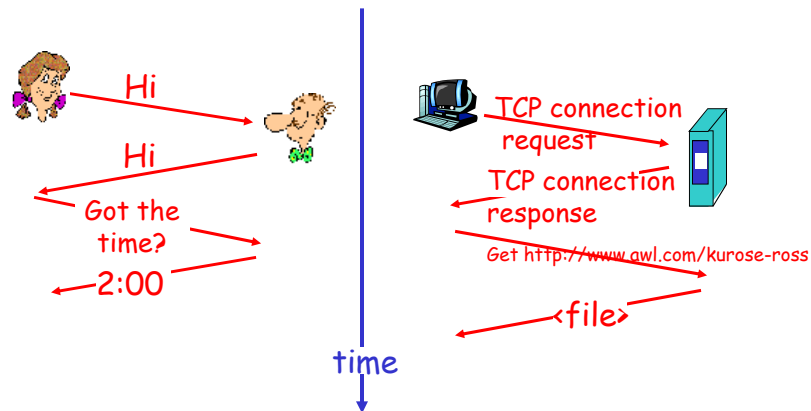 Hi
Hi
Got the
time?
2:00
TCP connection
request
TCP connection
response
Get http://www.awl.com/kurose-ross
<file>
time